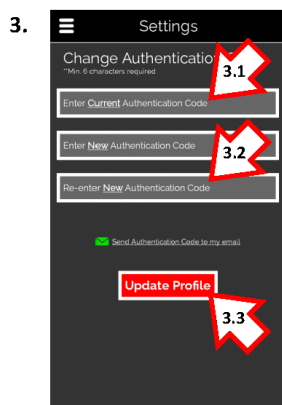 3.
Settings
Change Authenticatio
3.1
**Min. 6 characters required
Enter Current Authentication Code
Enter New Authentication Code
3.2
Re-enter New Authentication Code
Send Authentication Code to my email
Update Profile
3.3